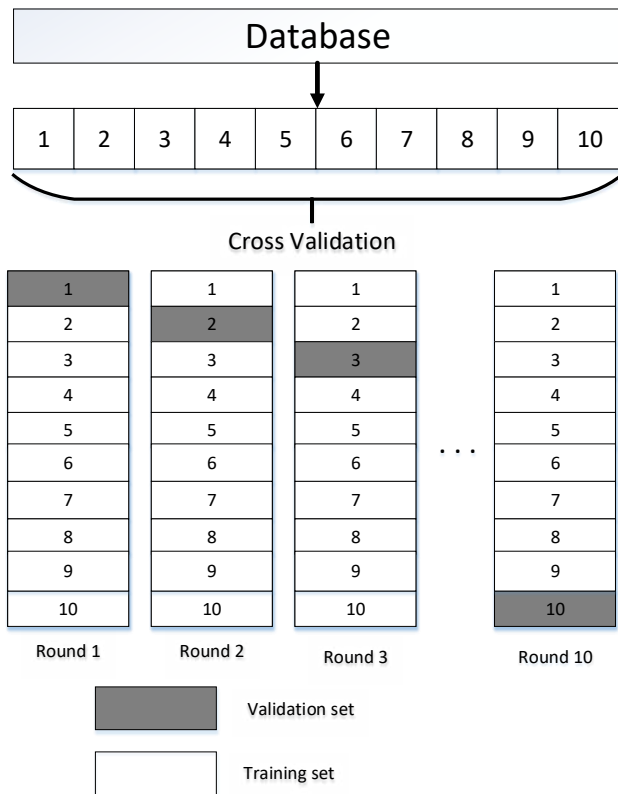 Database
1 2 3 4 5 6 7 8 9 10
Cross Validation
1 1 1 1
2 2 2 2
3 3 3 3
4 4 4 4
5 5 5 5
. . .
6 6 6 6
7 7 7 7
8 8 8 8
9 9 9 9
10 10 10 10
Round 1 Round 2 Round 3 Round 10
Validation set
Training set